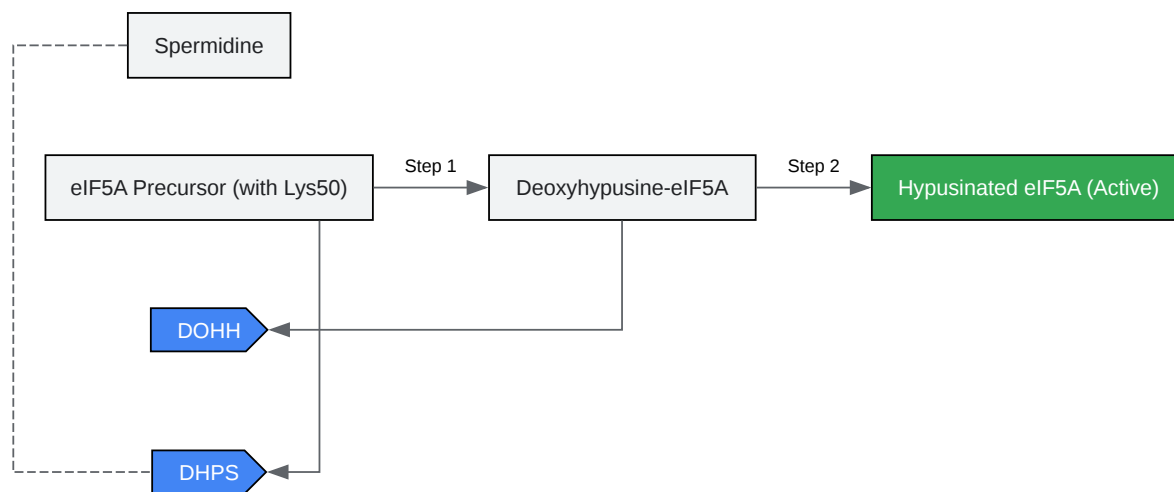 Spermidine
Step 1
Step 2
eIF5A Precursor (with Lys50)
Deoxyhypusine-eIF5A
Hypusinated eIF5A (Active)
DOHH
DHPS